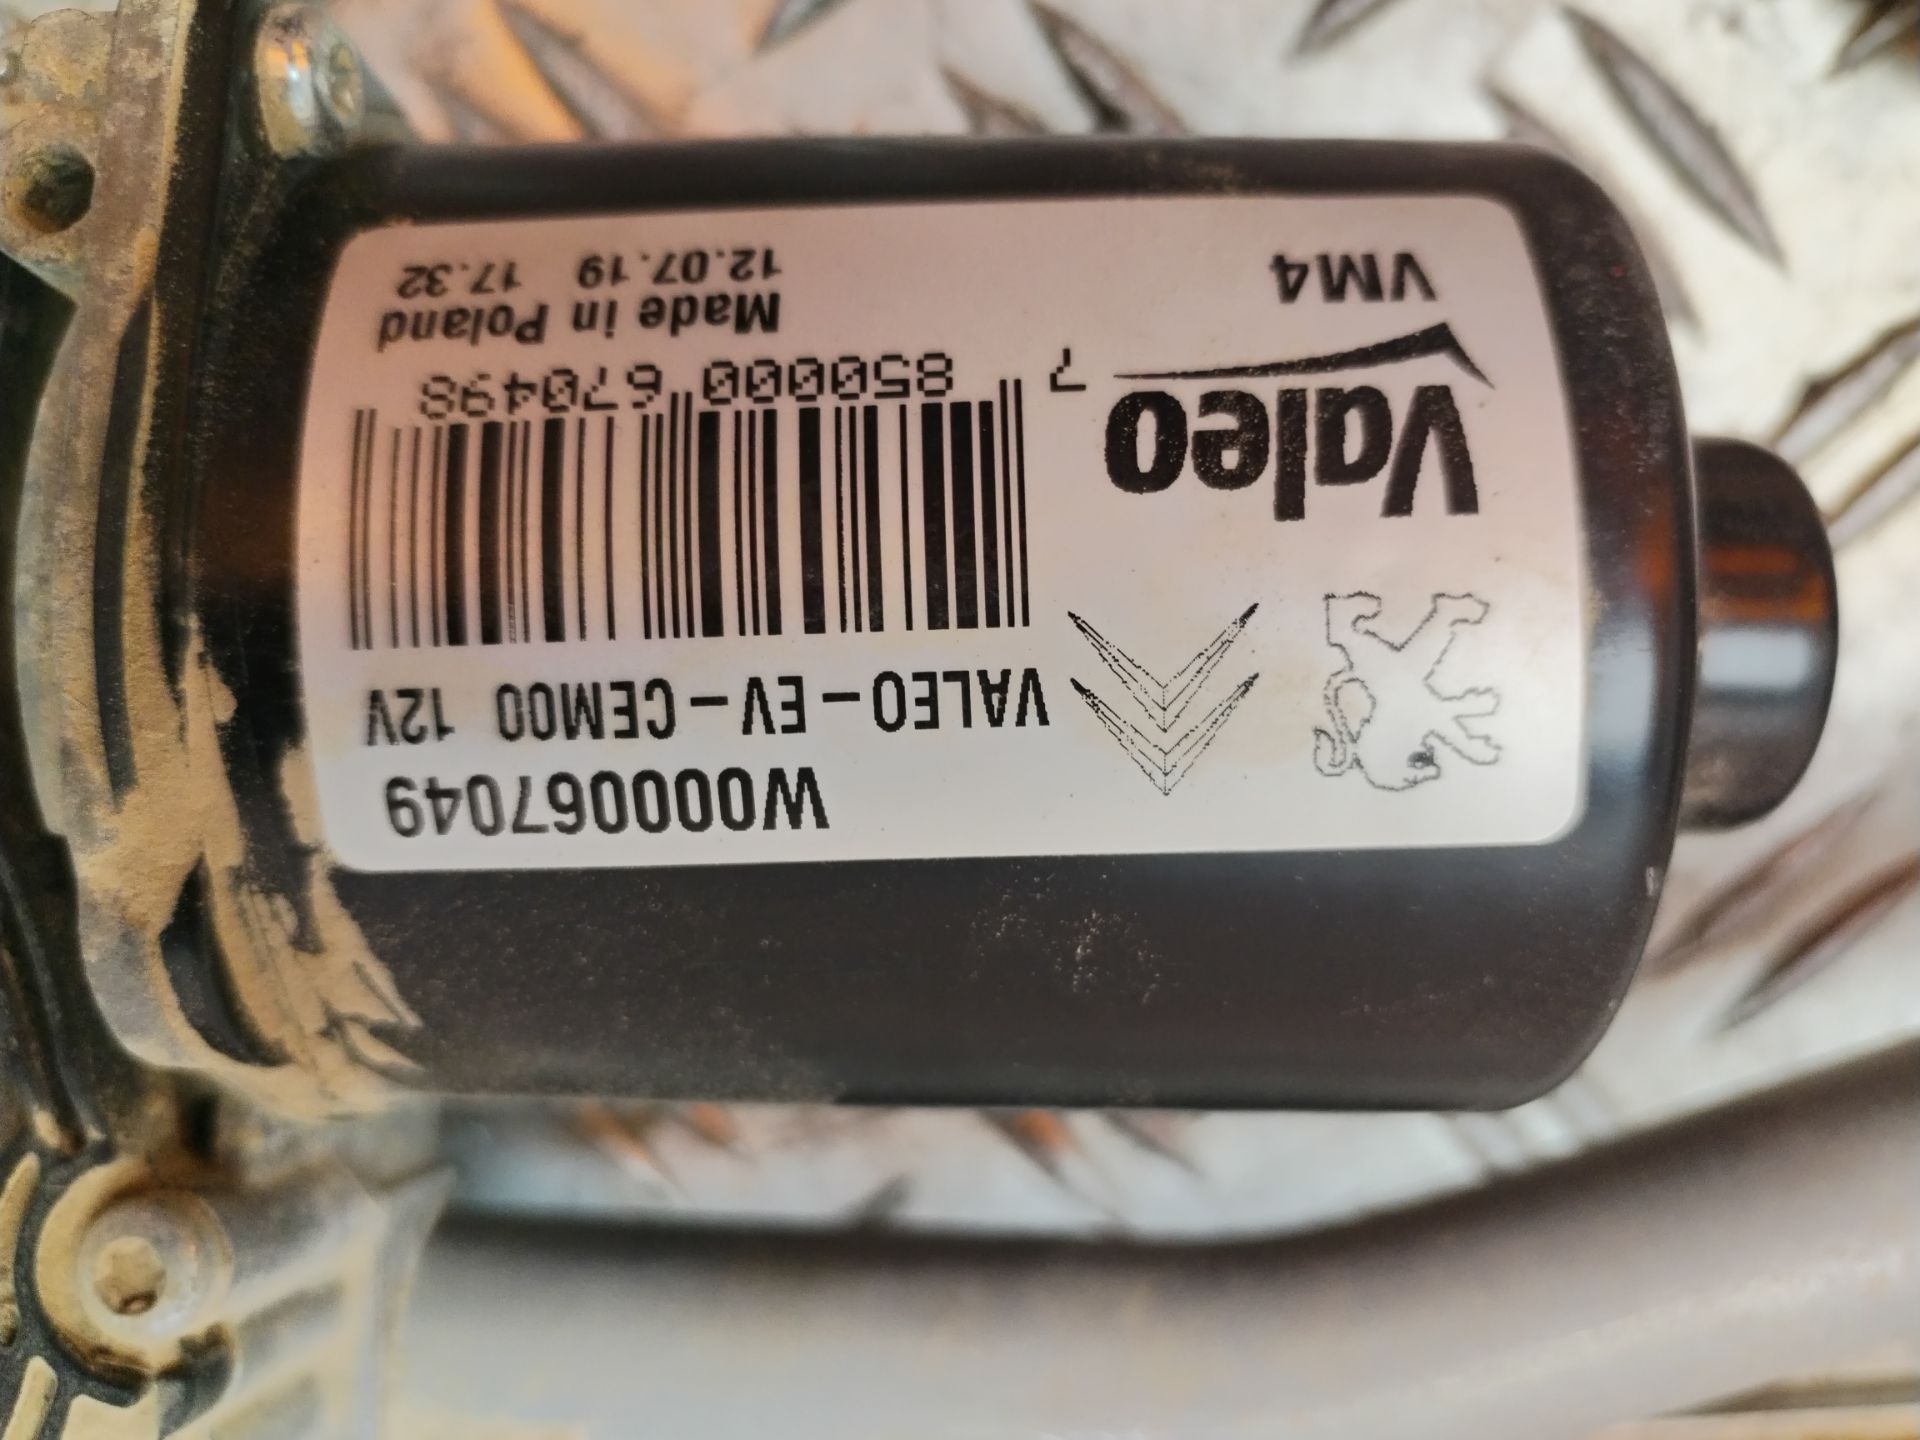 W000067049
VALEO-EV-CEM00 12V
Valeo
7 850000 670498
Made in Poland
VM4
12.07.19 17.32